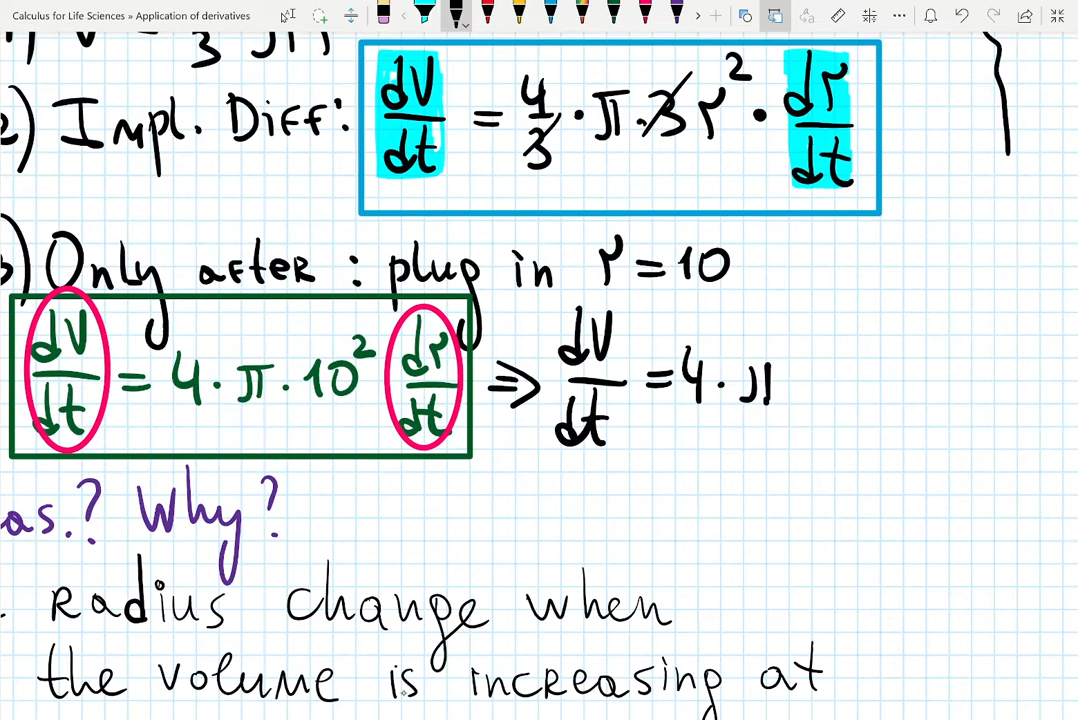 Calculus for Life Sciences » Application of derivatives
3
2) Impl. Diff: dV/dt = 4/3 · π · 3 r² · dr/dt
) Only after : plug in r = 10
dV/dt = 4 · π · 10² dr/dt ⇒ dV/dt = 4 · π
as.? Why?
. Radius change when
the volume is increasing at